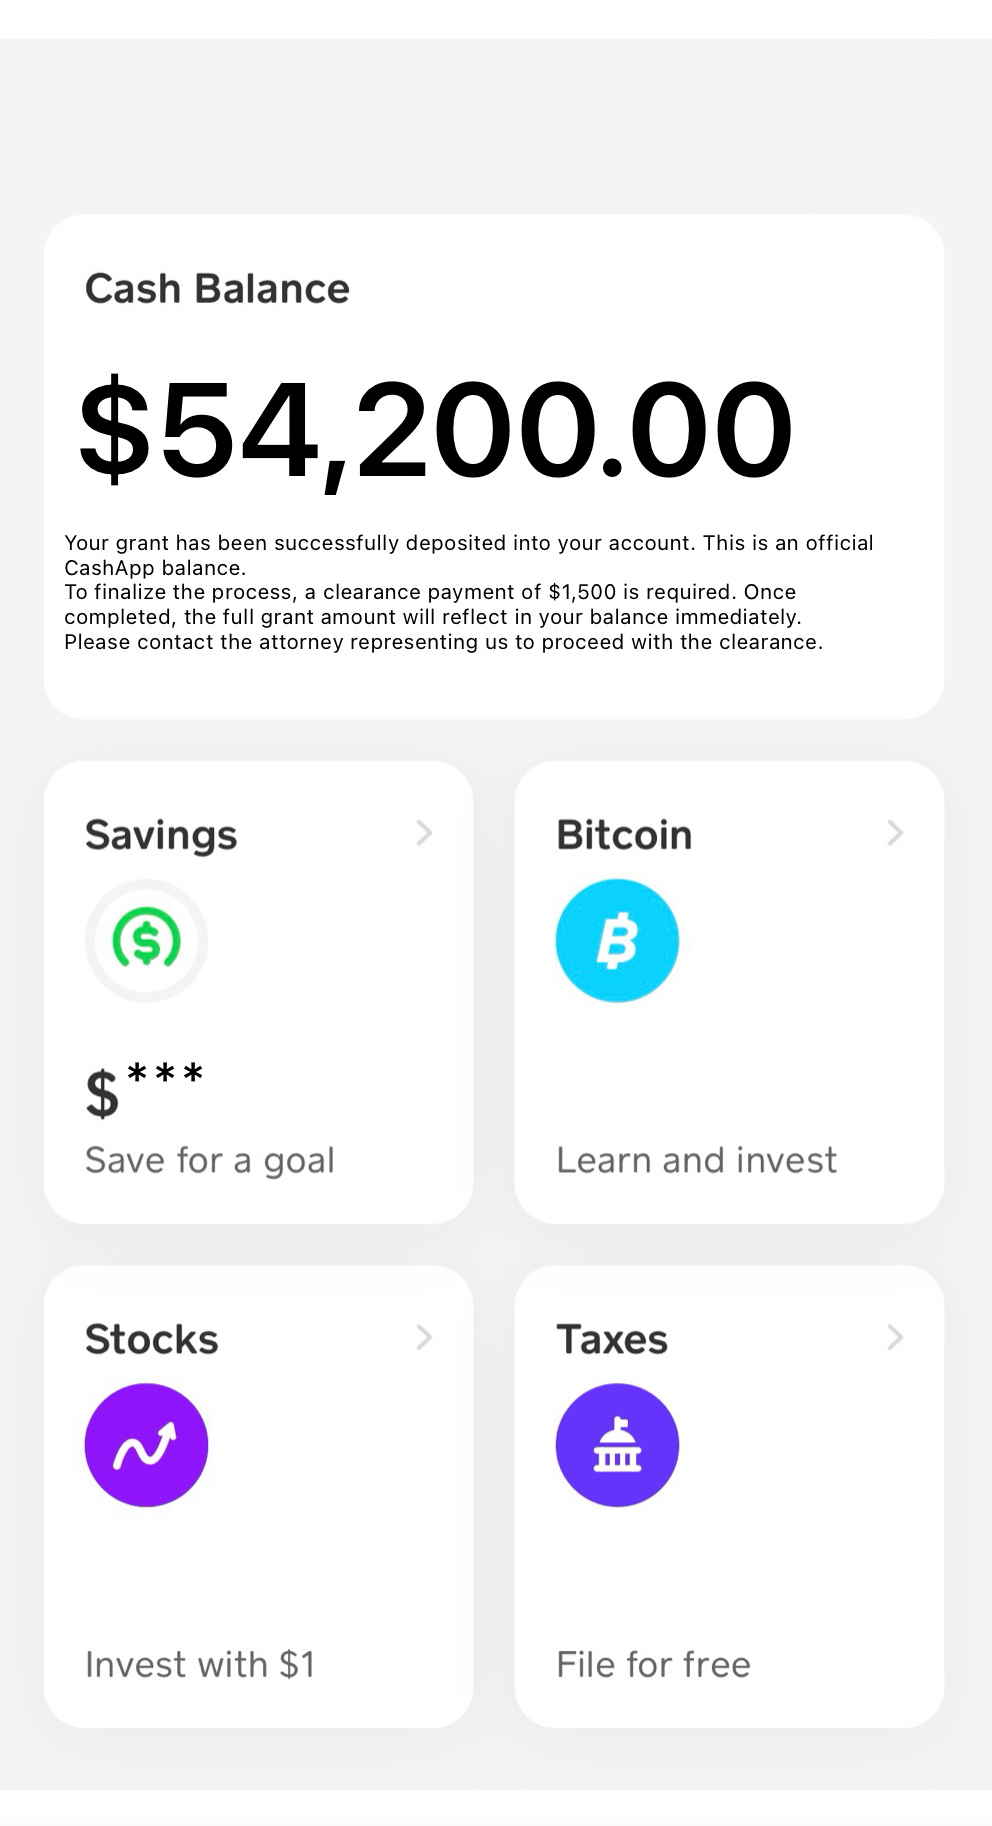 Cash Balance
$54,200.00
Your grant has been successfully deposited into your account. This is an official
CashApp balance.
To finalize the process, a clearance payment of $1,500 is required. Once
completed, the full grant amount will reflect in your balance immediately.
Please contact the attorney representing us to proceed with the clearance.
Savings
$***
Save for a goal
Bitcoin
Learn and invest
Stocks
Invest with $1
Taxes
File for free